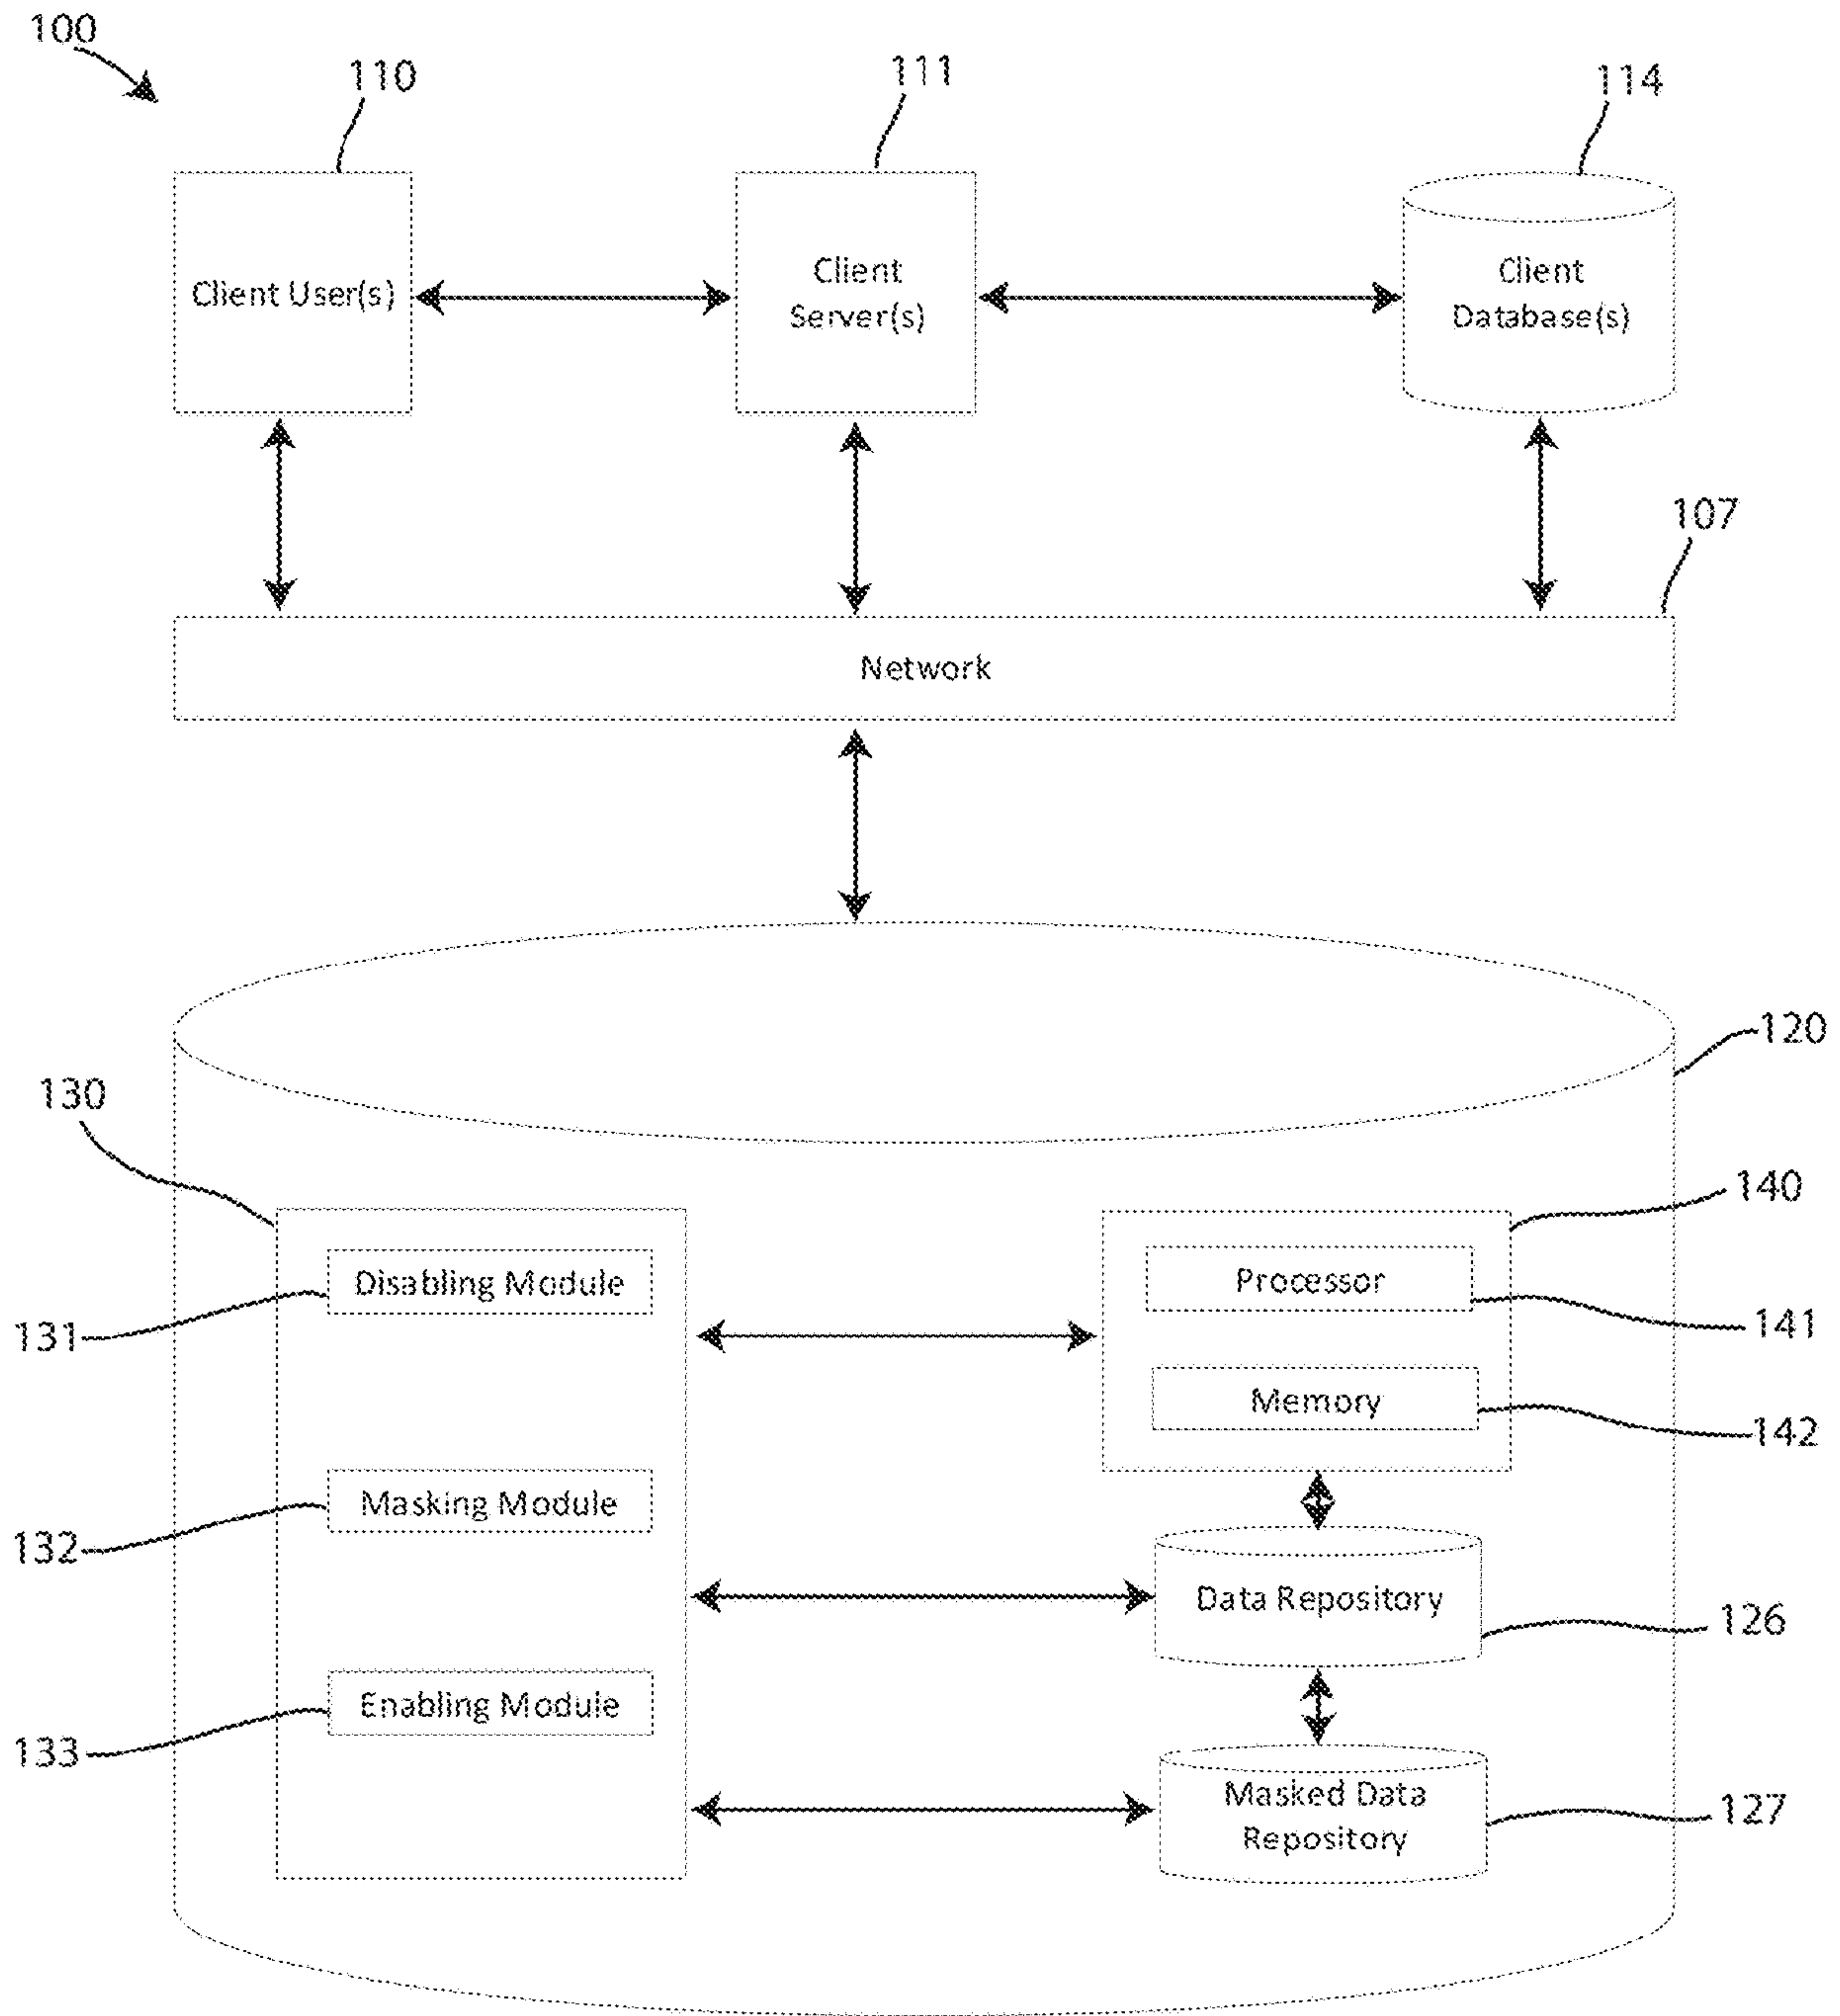 100
110
111
114
Client User(s)
Client
Server(s)
Client
Database(s)
107
Network
120
130
140
Disabling Module
Processor
131
141
Memory
142
Masking Module
132
Data Repository
126
Enabling Module
133
Masked Data
Repository
127